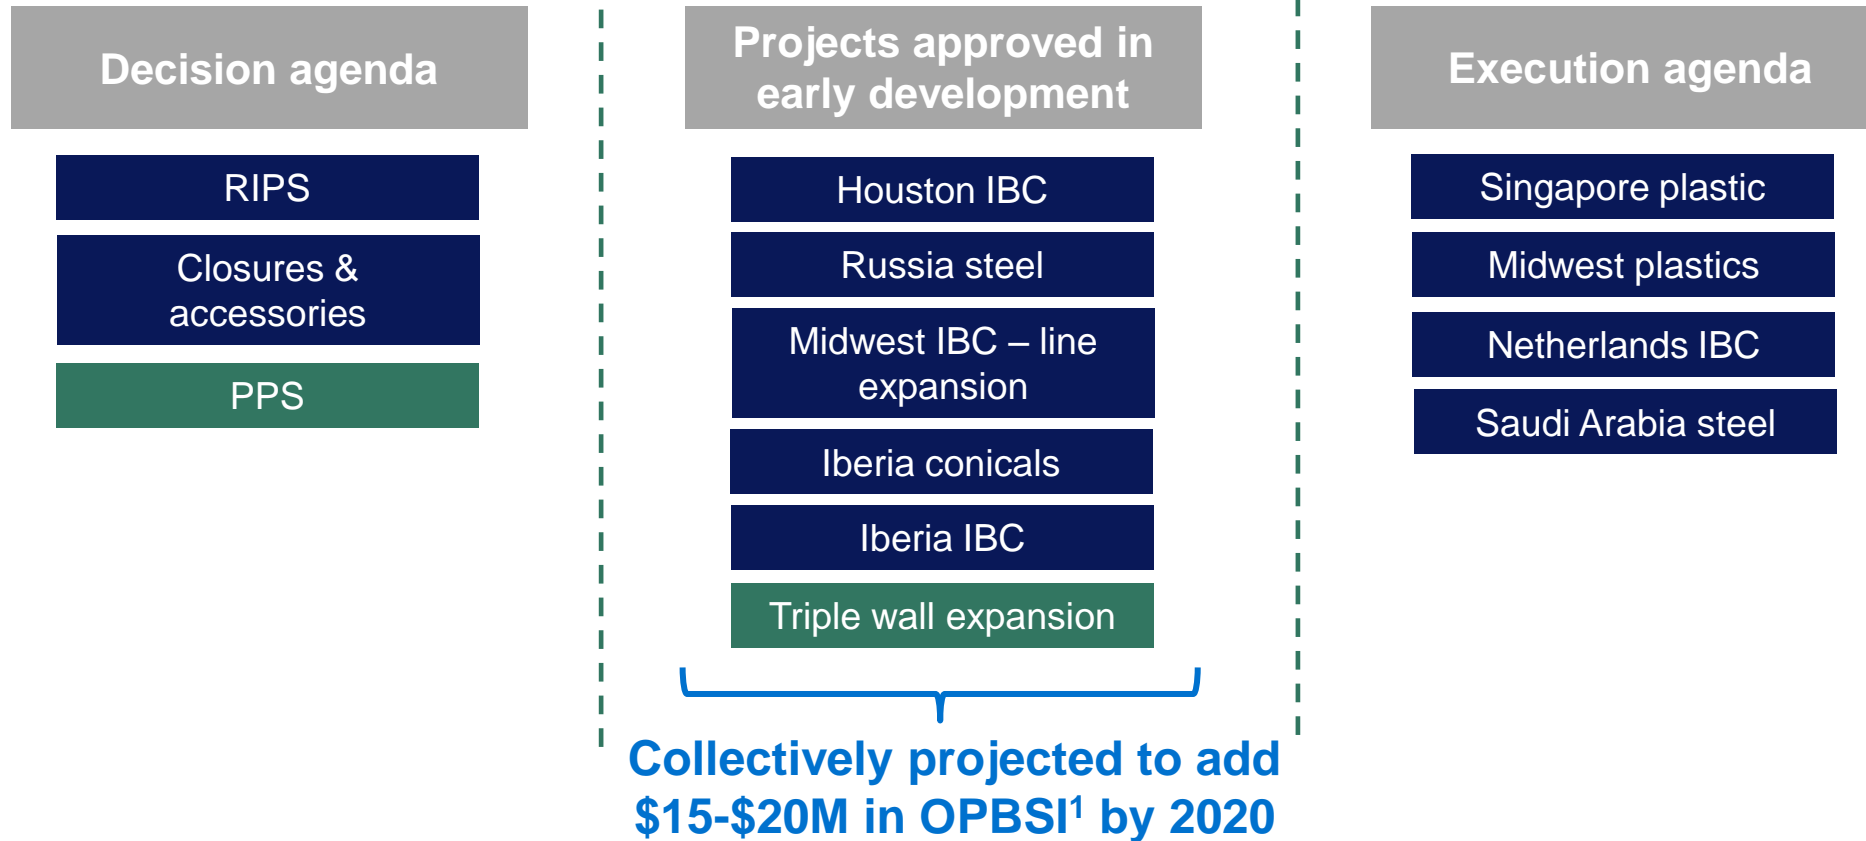 Decision agenda
RIPS
Closures &
accessories
PPS
Projects approved in
early development
Houston IBC
Russia steel
Midwest IBC – line
expansion
Iberia conicals
Iberia IBC
Triple wall expansion
Collectively projected to add
$15-$20M in OPBSI¹ by 2020
Execution agenda
Singapore plastic
Midwest plastics
Netherlands IBC
Saudi Arabia steel